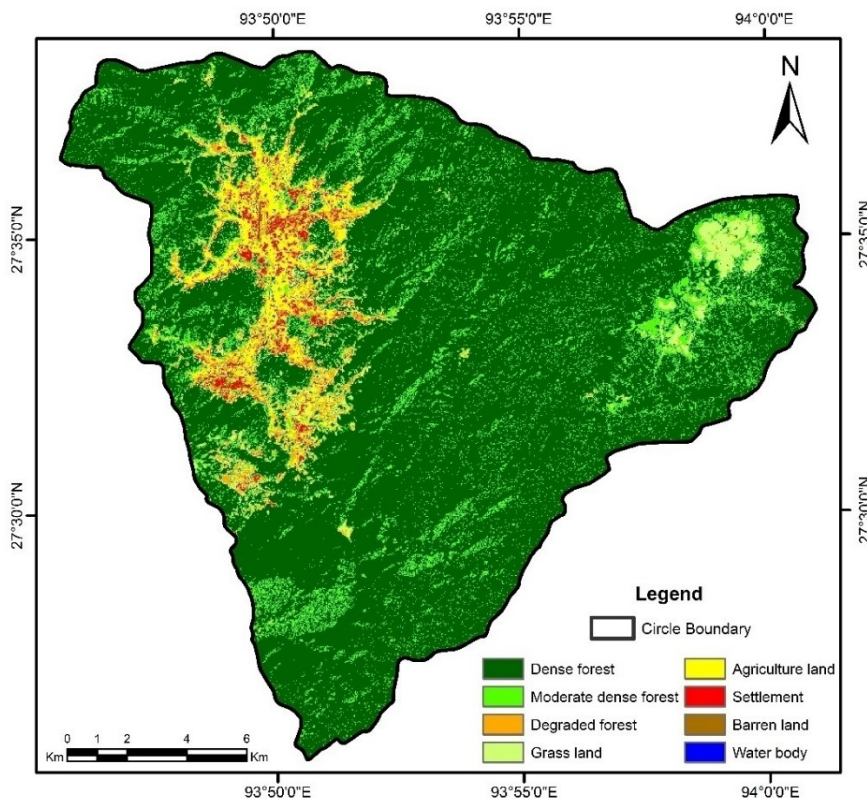 93°50'0"E 93°55'0"E 94°0'0"E
N
27°35'0"N 27°35'0"N
27°30'0"N 27°30'0"N
Legend
Circle Boundary
Dense forest Agriculture land
Moderate dense forest Settlement
Degraded forest Barren land
Grass land Water body
0 1 2 4 6
Km Km
93°50'0"E 93°55'0"E 94°0'0"E